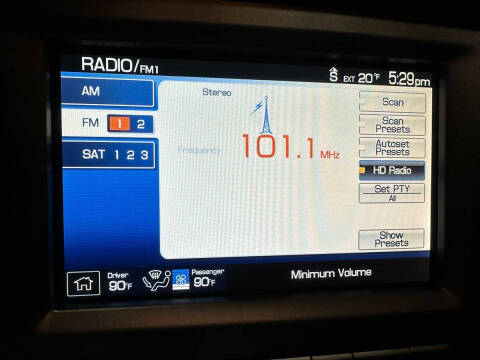 RADIO/FM1
S EXT 20°F 5:29pm
AM
FM 1 2
SAT 1 2 3
Stereo
Frequency
101.1 MHz
Scan
Scan
Presets
Autoset
Presets
HD Radio
Set PTY
All
Show
Presets
Driver
90°F
Passenger
90°F
Minimum Volume